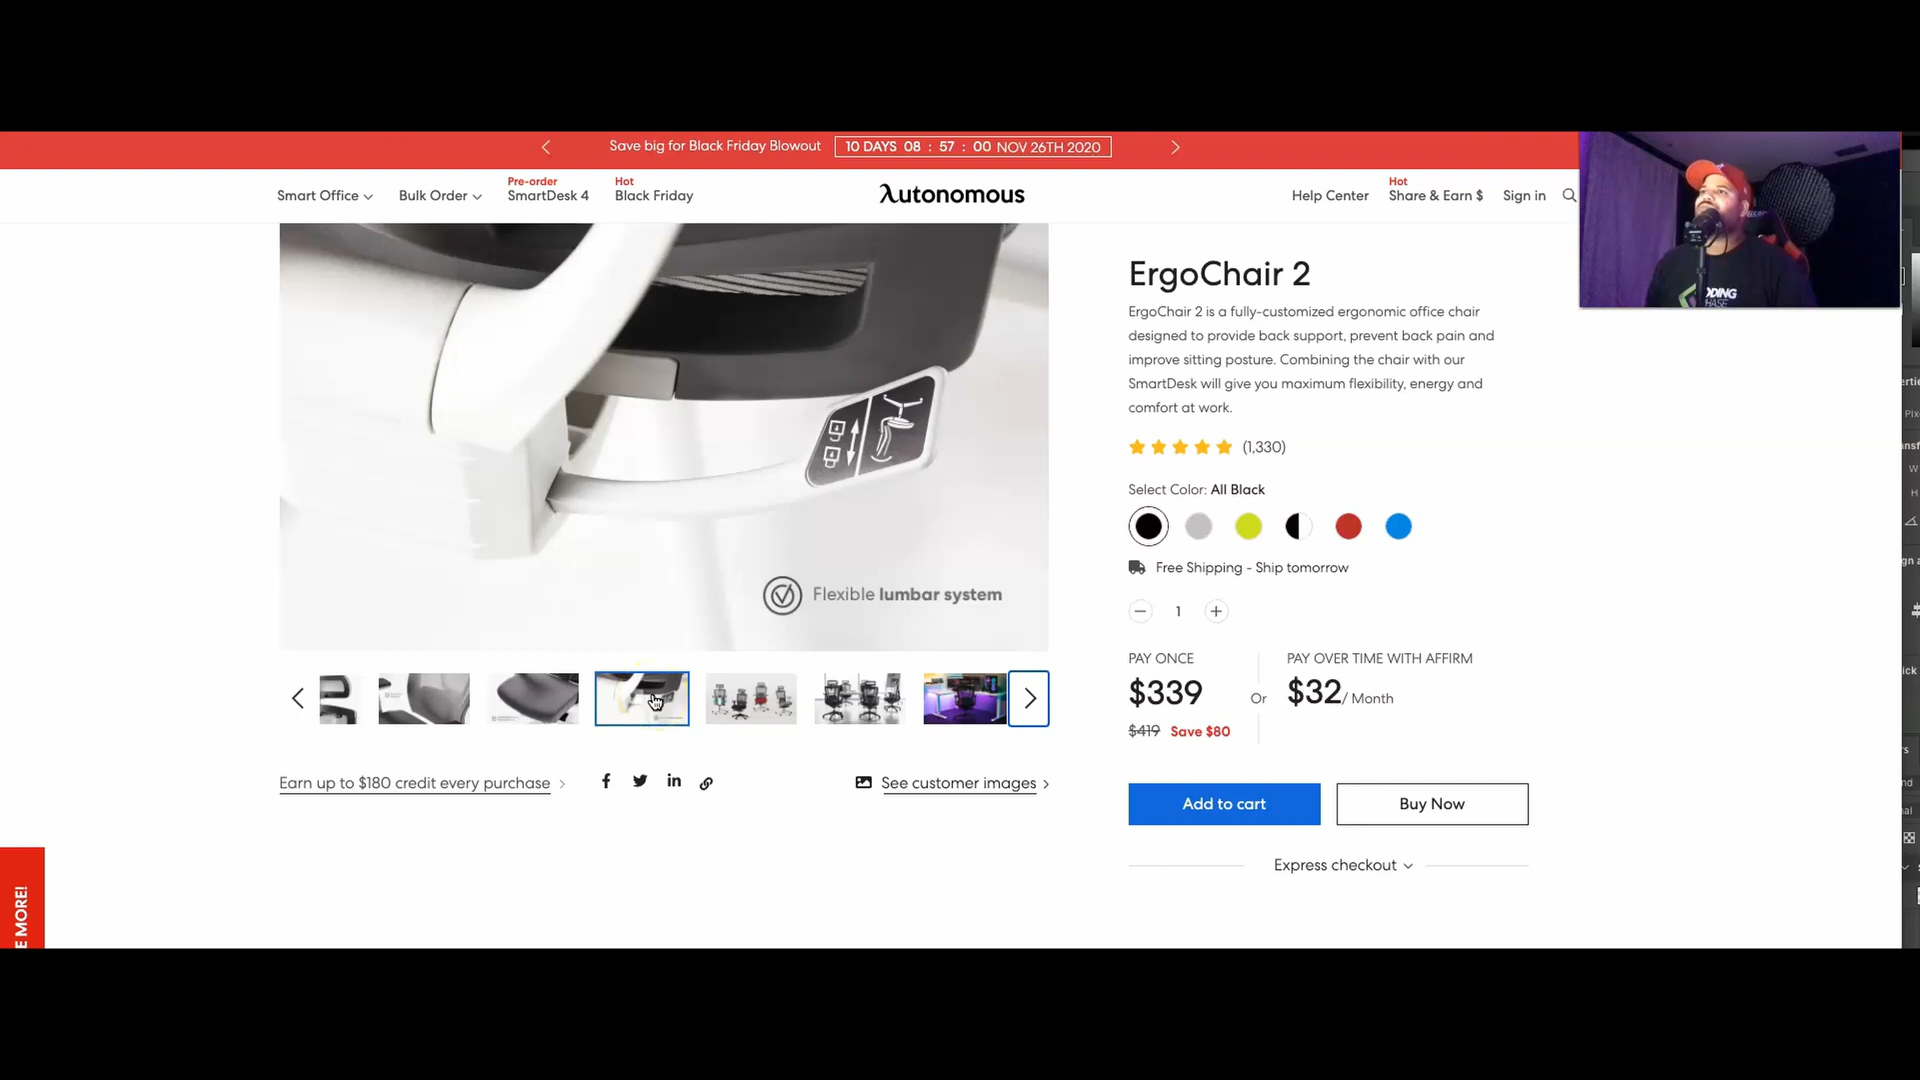 Save big for Black Friday Blowout 10 DAYS 08 : 57 : 00 NOV 26TH 2020
Smart Office
Bulk Order
Pre-order
SmartDesk 4
Hot
Black Friday
Autonomous
Help Center
Hot
Share & Earn $
Sign in
Flexible lumbar system
Earn up to $180 credit every purchase
See customer images
ErgoChair 2
ErgoChair 2 is a fully-customized ergonomic office chair
designed to provide back support, prevent back pain and
improve sitting posture. Combining the chair with our
SmartDesk will give you maximum flexibility, energy and
comfort at work.
(1,330)
Select Color: All Black
Free Shipping - Ship tomorrow
1
PAY ONCE
$339
$419 Save $80
Or
PAY OVER TIME WITH AFFIRM
$32/ Month
Add to cart
Buy Now
Express checkout
E MORE!